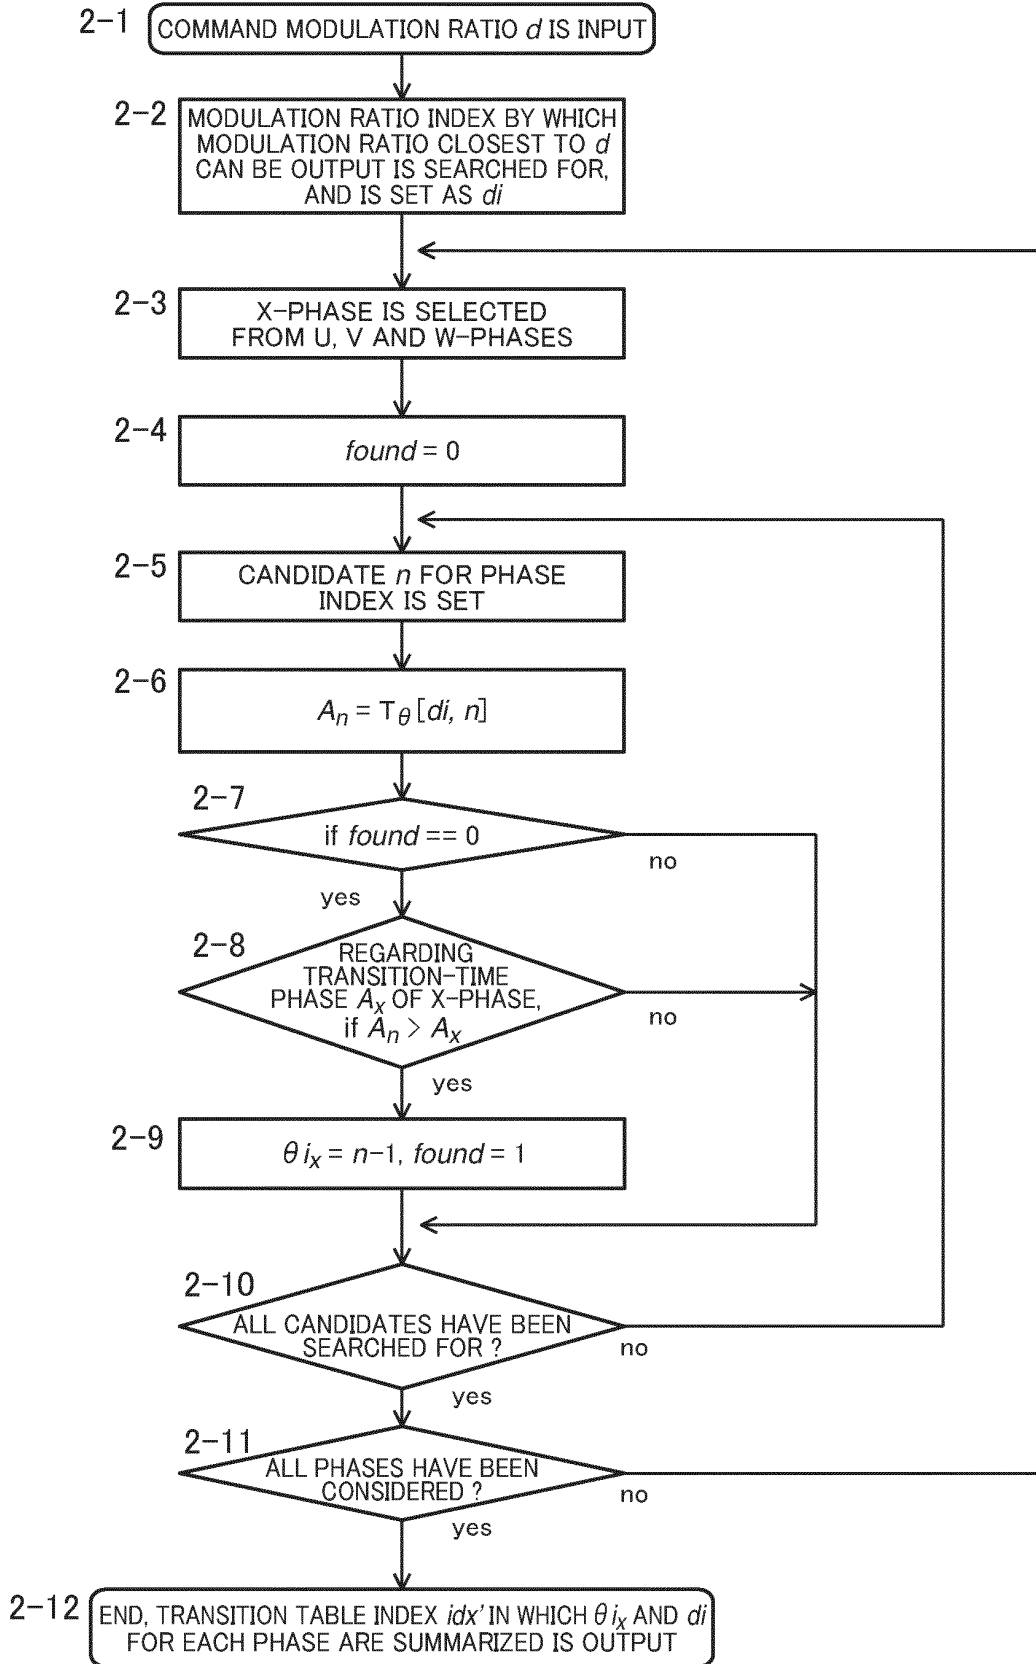 2-1
COMMAND MODULATION RATIO d IS INPUT
2-2
MODULATION RATIO INDEX BY WHICH
MODULATION RATIO CLOSEST TO d
CAN BE OUTPUT IS SEARCHED FOR,
AND IS SET AS di
2-3
X-PHASE IS SELECTED
FROM U, V AND W-PHASES
2-4
found = 0
2-5
CANDIDATE n FOR PHASE
INDEX IS SET
2-6
Aₙ = T_θ [di, n]
2-7
if found == 0
no
yes
2-8
REGARDING
TRANSITION-TIME
PHASE Aₓ OF X-PHASE,
if Aₙ > Aₓ
no
yes
2-9
θ iₓ = n-1, found = 1
2-10
ALL CANDIDATES HAVE BEEN
SEARCHED FOR ?
no
yes
2-11
ALL PHASES HAVE BEEN
CONSIDERED ?
no
yes
2-12
END, TRANSITION TABLE INDEX idx' IN WHICH θ iₓ AND di
FOR EACH PHASE ARE SUMMARIZED IS OUTPUT